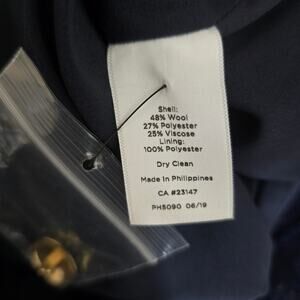 Shell:
48% Wool
27% Polyester
25% Viscose
Lining:
100% Polyester
Dry Clean
Made in Philippines
CA #23147
PH5090 06/19